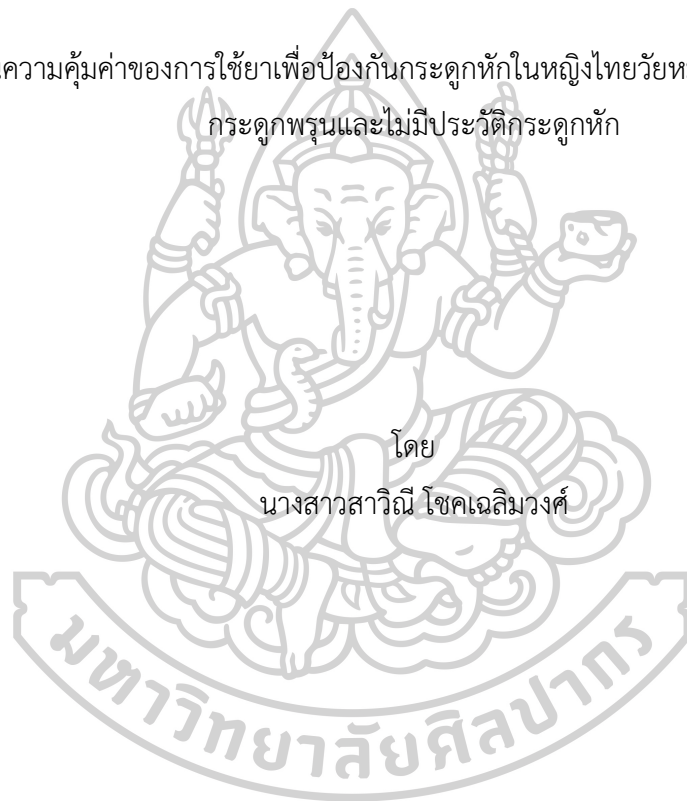 ความคุ้มค่าของการใช้ยาเพื่อป้องกันกระดูกหักในหญิงไทยวัย
กระดูกพรุนและไม่มีประวัติกระดูกหัก
โดย
นางสาวสาวิณี โชคเฉลิมวงศ์
มหาวิทยาลัยศิลปากร